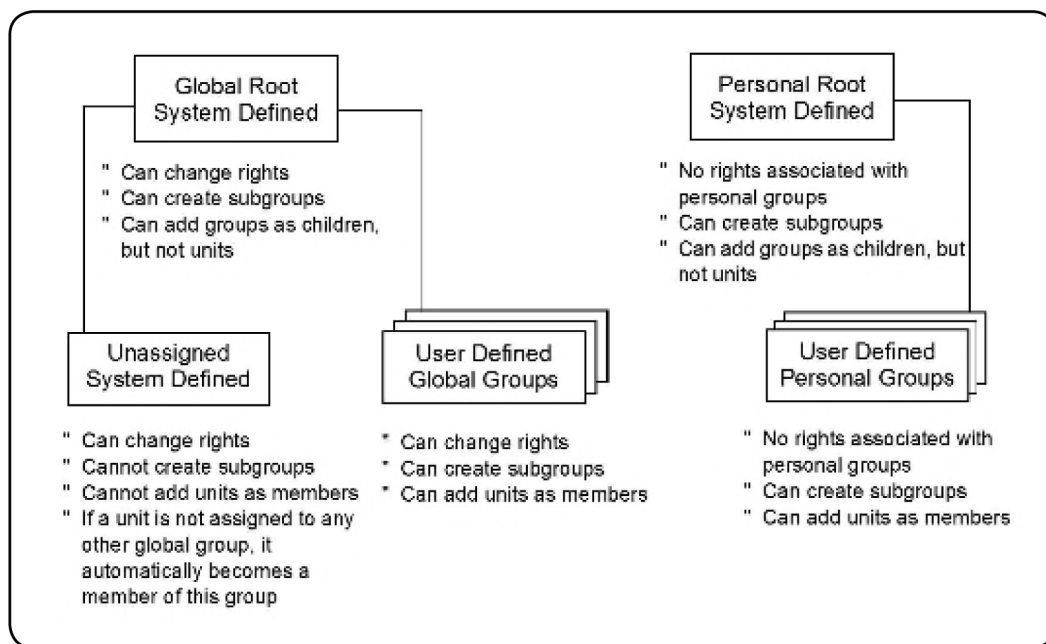 Global Root
System Defined
" Can change rights
" Can create subgroups
" Can add groups as children,
but not units
Personal Root
System Defined
" No rights associated with
personal groups
" Can create subgroups
" Can add groups as children, but
not units
Unassigned
System Defined
" Can change rights
" Cannot create subgroups
" Cannot add units as members
" If a unit is not assigned to any
other global group, it
automatically becomes a
member of this group
User Defined
Global Groups
" Can change rights
" Can create subgroups
" Can add units as members
User Defined
Personal Groups
" No rights associated with
personal groups
" Can create subgroups
" Can add units as members